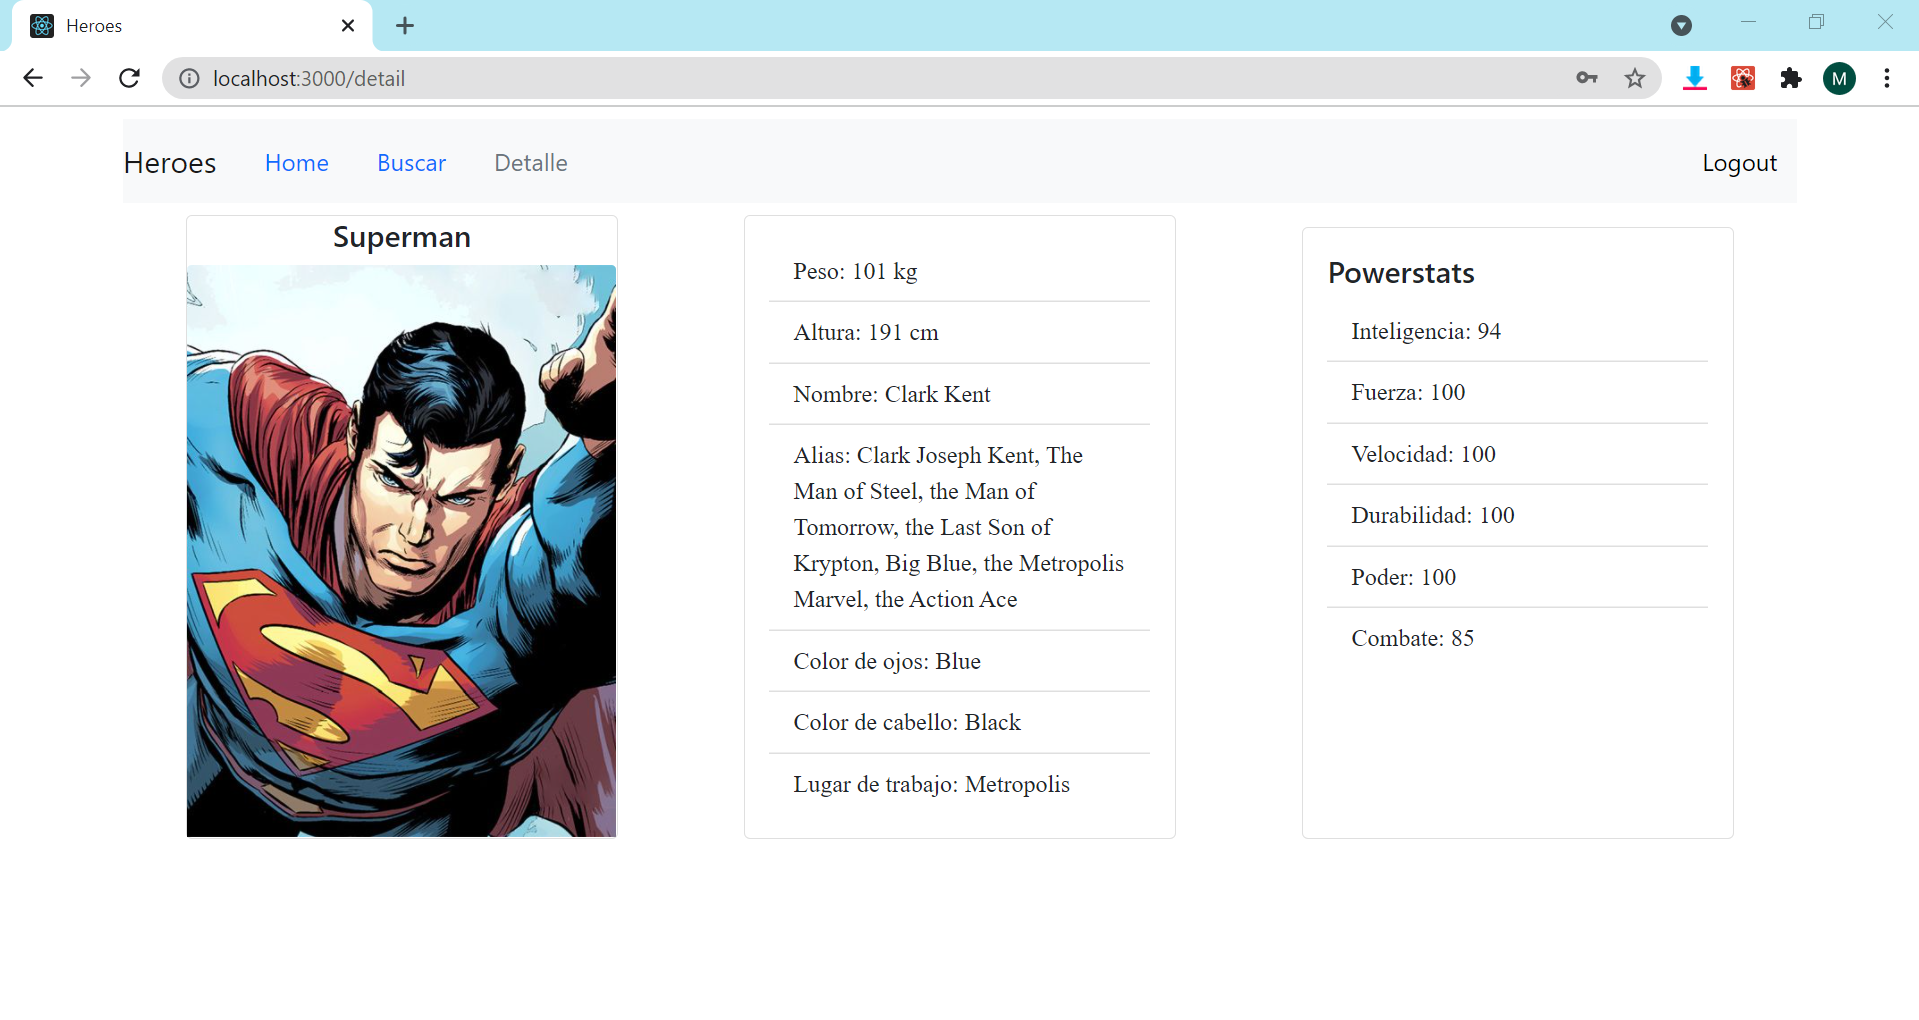 Heroes
localhost:3000/detail
M
Heroes Home Buscar Detalle Logout
Superman
Peso: 101 kg
Altura: 191 cm
Nombre: Clark Kent
Alias: Clark Joseph Kent, The
Man of Steel, the Man of
Tomorrow, the Last Son of
Krypton, Big Blue, the Metropolis
Marvel, the Action Ace
Color de ojos: Blue
Color de cabello: Black
Lugar de trabajo: Metropolis
Powerstats
Inteligencia: 94
Fuerza: 100
Velocidad: 100
Durabilidad: 100
Poder: 100
Combate: 85